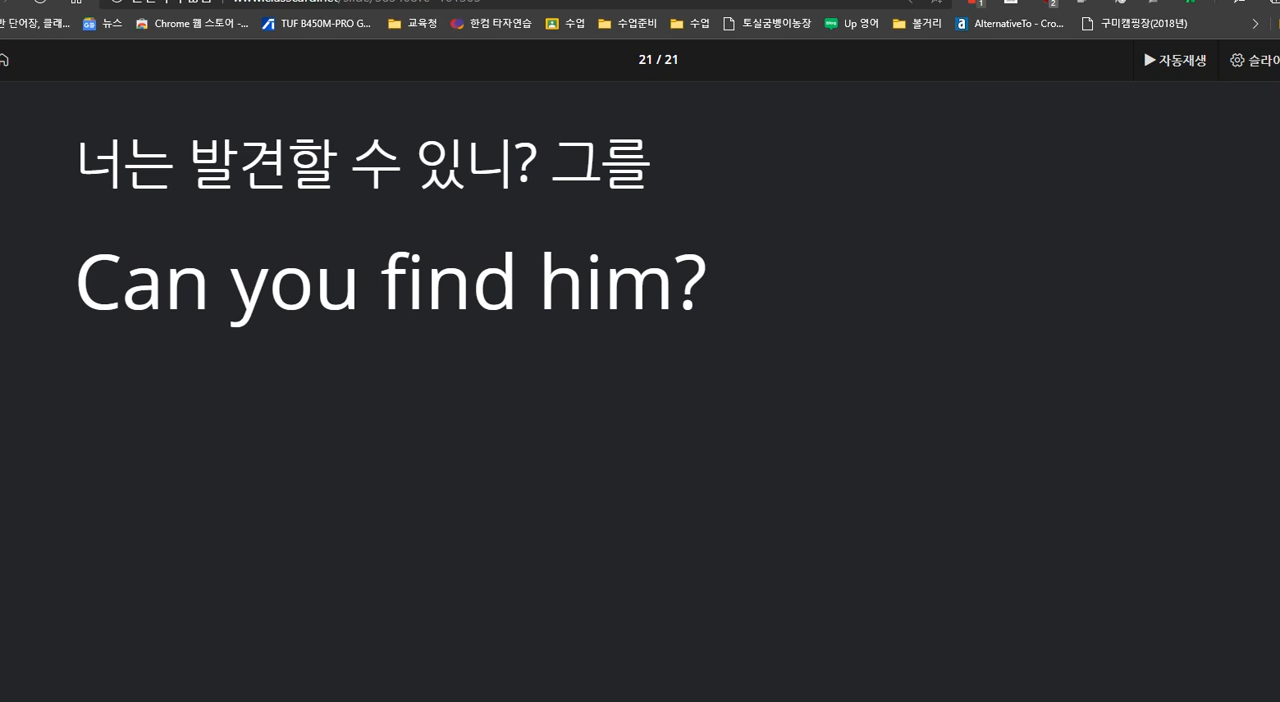 뉴스 Chrome 웹 스토어 -... TUF B450M-PRO G... 교육청 한컴 타자연습 수업 수업준비 수업 토실굼벵이농장 Up 영어 볼거리 AlternativeTo - Cro... 구미캠핑장(2018년)
21 / 21
자동재생
너는 발견할 수 있니? 그를
Can you find him?